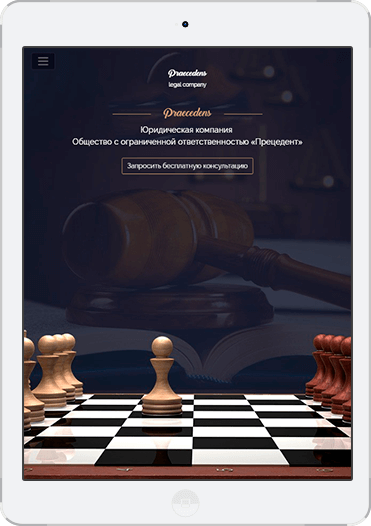 Praecedens
legal company
Praecedens
Юридическая компания
Общество с ограниченной ответственностью «Прецедент»
Запросить бесплатную консультацию